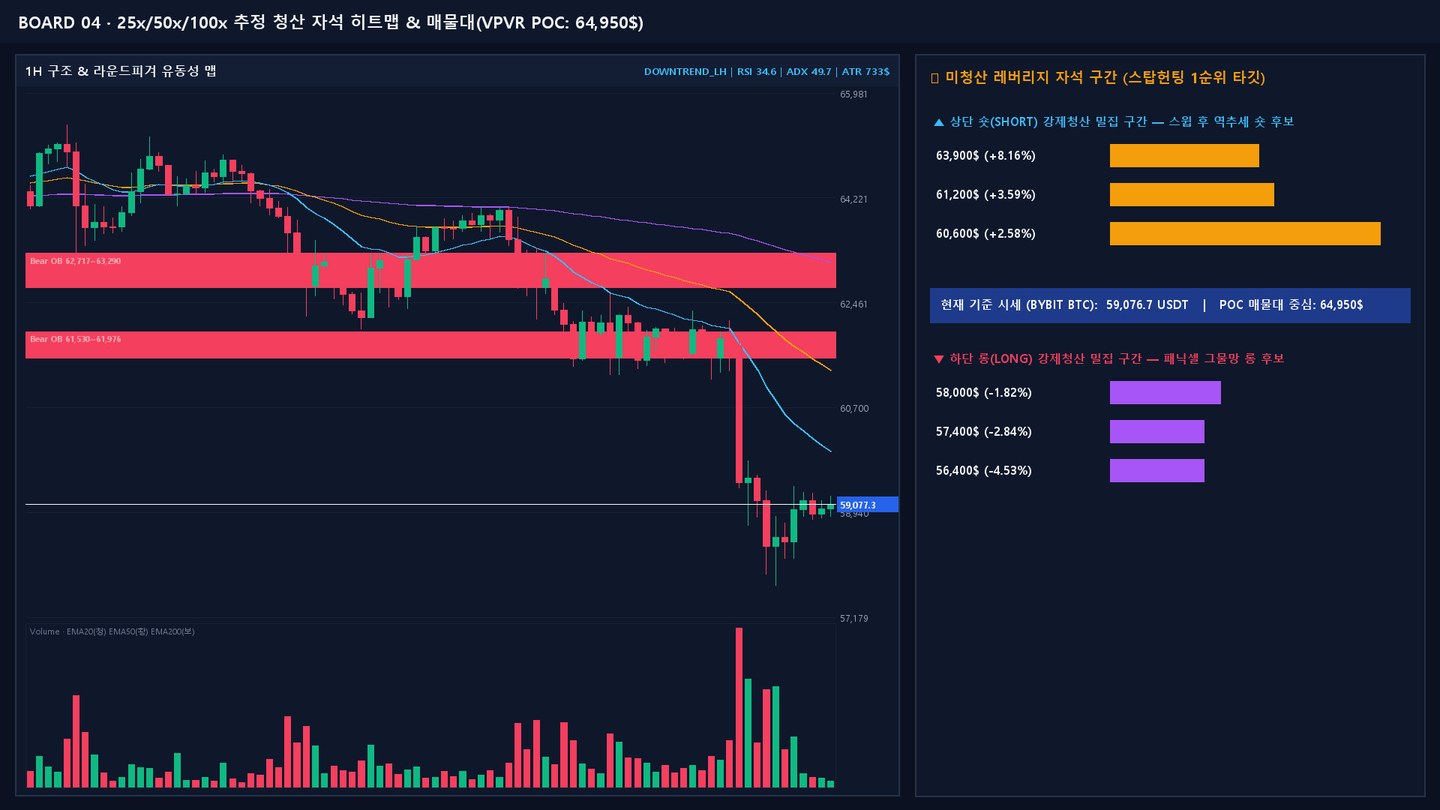 BOARD 04 · 25x/50x/100x 추정 청산 자석 히트맵 & 매물대(VPVR POC: 64,950$)
1H 구조 & 라운드피겨 유동성 맵
DOWNTREND_LH | RSI 34.6 | ADX 49.7 | ATR 733$
65,981
64,221
Bear OB 62,717~63,290
62,461
Bear OB 61,530~61,976
60,700
59,077.3
58,940
57,179
Volume · EMA20(청) EMA50(황) EMA200(보)
미청산 레버리지 자석 구간 (스탑헌팅 1순위 타깃)
▲ 상단 숏(SHORT) 강제청산 밀집 구간 — 스윕 후 역추세 숏 후보
63,900$ (+8.16%)
61,200$ (+3.59%)
60,600$ (+2.58%)
현재 기준 시세 (BYBIT BTC): 59,076.7 USDT | POC 매물대 중심: 64,950$
▼ 하단 롱(LONG) 강제청산 밀집 구간 — 패닉셀 그물망 롱 후보
58,000$ (-1.82%)
57,400$ (-2.84%)
56,400$ (-4.53%)